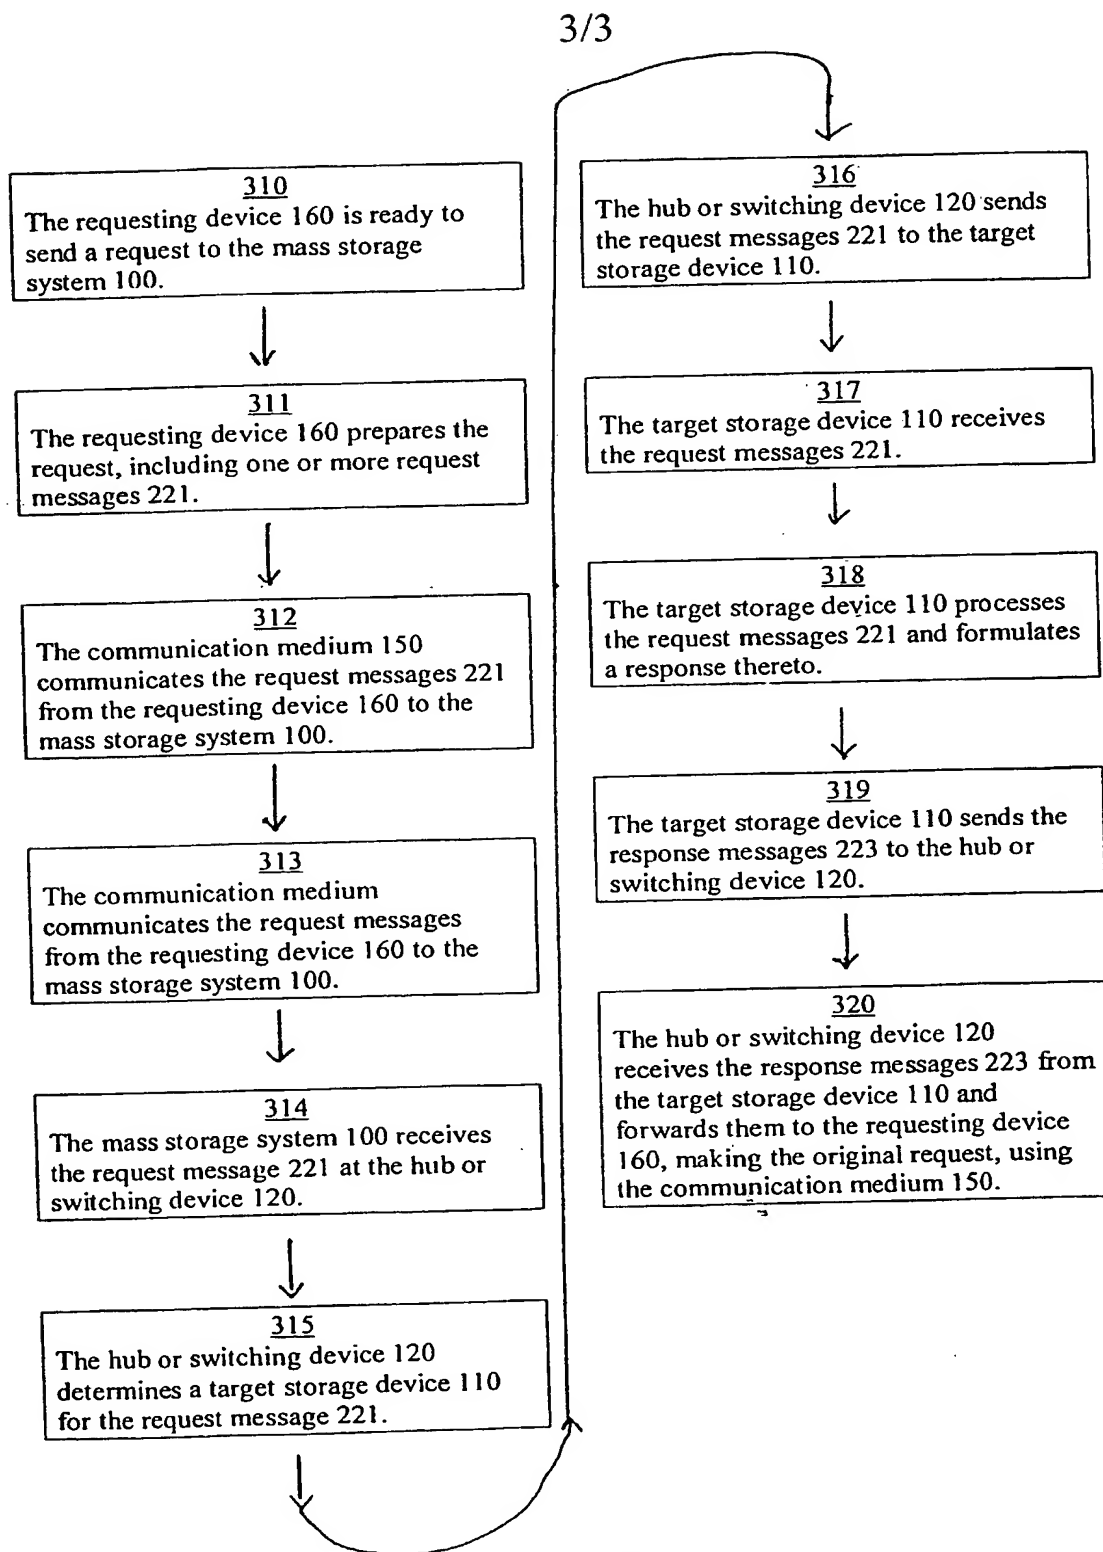 3/3
310
The requesting device 160 is ready to
send a request to the mass storage
system 100.
311
The requesting device 160 prepares the
request, including one or more request
messages 221.
312
The communication medium 150
communicates the request messages 221
from the requesting device 160 to the
mass storage system 100.
313
The communication medium
communicates the request messages
from the requesting device 160 to the
mass storage system 100.
314
The mass storage system 100 receives
the request message 221 at the hub or
switching device 120.
315
The hub or switching device 120
determines a target storage device 110
for the request message 221.
316
The hub or switching device 120 sends
the request messages 221 to the target
storage device 110.
317
The target storage device 110 receives
the request messages 221.
318
The target storage device 110 processes
the request messages 221 and formulates
a response thereto.
319
The target storage device 110 sends the
response messages 223 to the hub or
switching device 120.
320
The hub or switching device 120
receives the response messages 223 from
the target storage device 110 and
forwards them to the requesting device
160, making the original request, using
the communication medium 150.